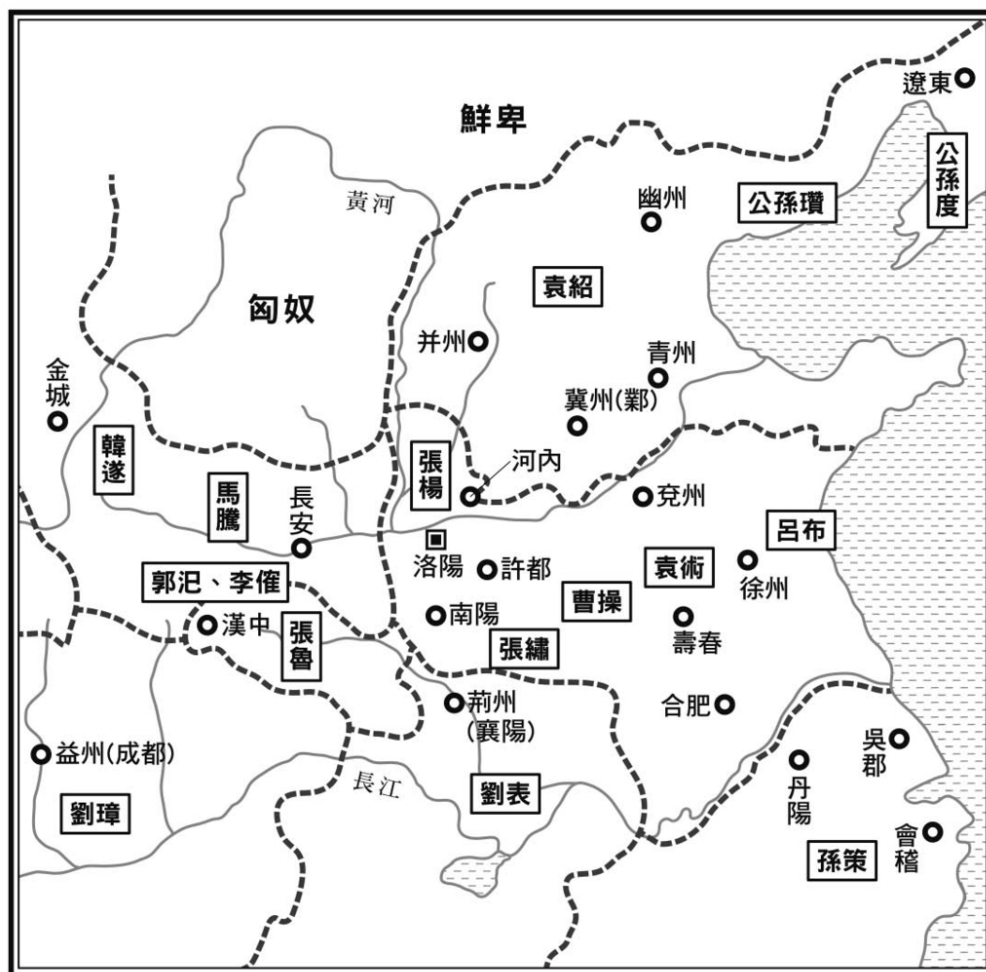 遼東
鮮卑
公孫度
黃河
幽州
公孫瓚
袁紹
匈奴
并州
青州
金城
冀州(鄴)
韓遂
張楊
河內
馬騰
長安
兗州
呂布
洛陽
許都
袁術
徐州
郭汜、李傕
曹操
漢中
張魯
南陽
張繡
壽春
荊州
(襄陽)
合肥
吳郡
益州(成都)
長江
劉表
丹陽
劉璋
孫策
會稽